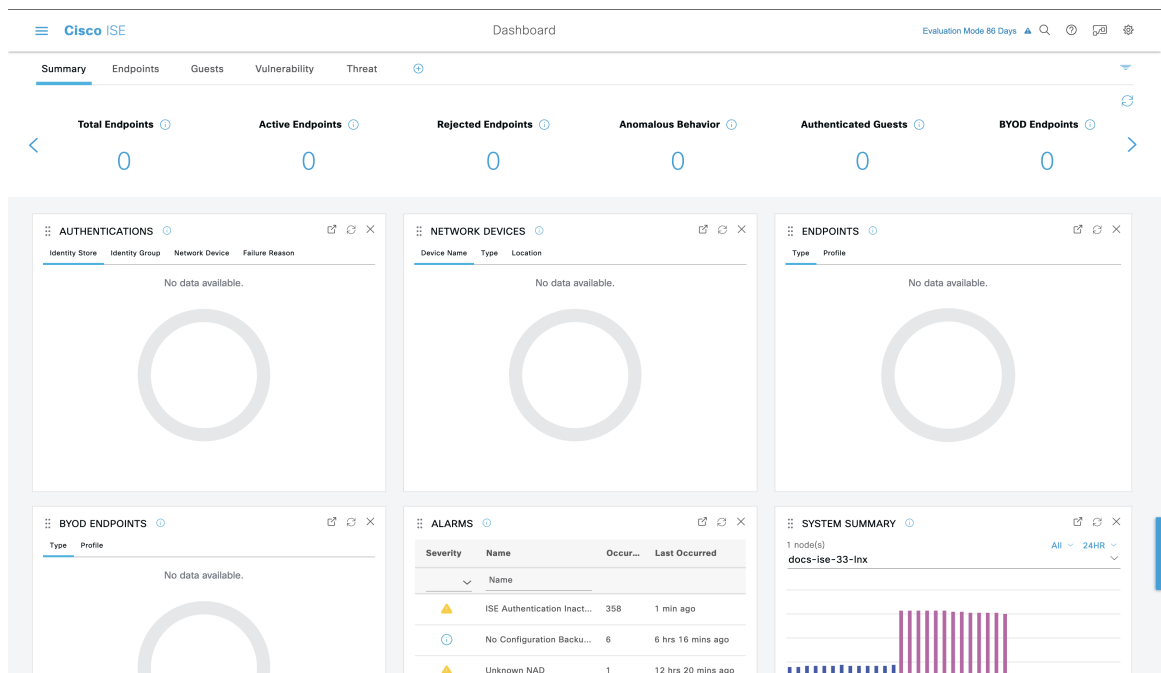 Cisco ISE
Dashboard
Evaluation Mode 86 Days
Summary Endpoints Guests Vulnerability Threat
Total Endpoints Active Endpoints Rejected Endpoints Anomalous Behavior Authenticated Guests BYOD Endpoints
0 0 0 0 0 0
AUTHENTICATIONS
Identity Store Identity Group Network Device Failure Reason
No data available.
NETWORK DEVICES
Device Name Type Location
No data available.
ENDPOINTS
Type Profile
No data available.
BYOD ENDPOINTS
Type Profile
No data available.
ALARMS
Severity Name Occur... Last Occurred
Name
ISE Authentication Inact... 358 1 min ago
No Configuration Backu... 6 6 hrs 16 mins ago
Unknown NAD 1 12 hrs 20 mins ago
SYSTEM SUMMARY
1 node(s) All 24HR
docs-ise-33-lnx